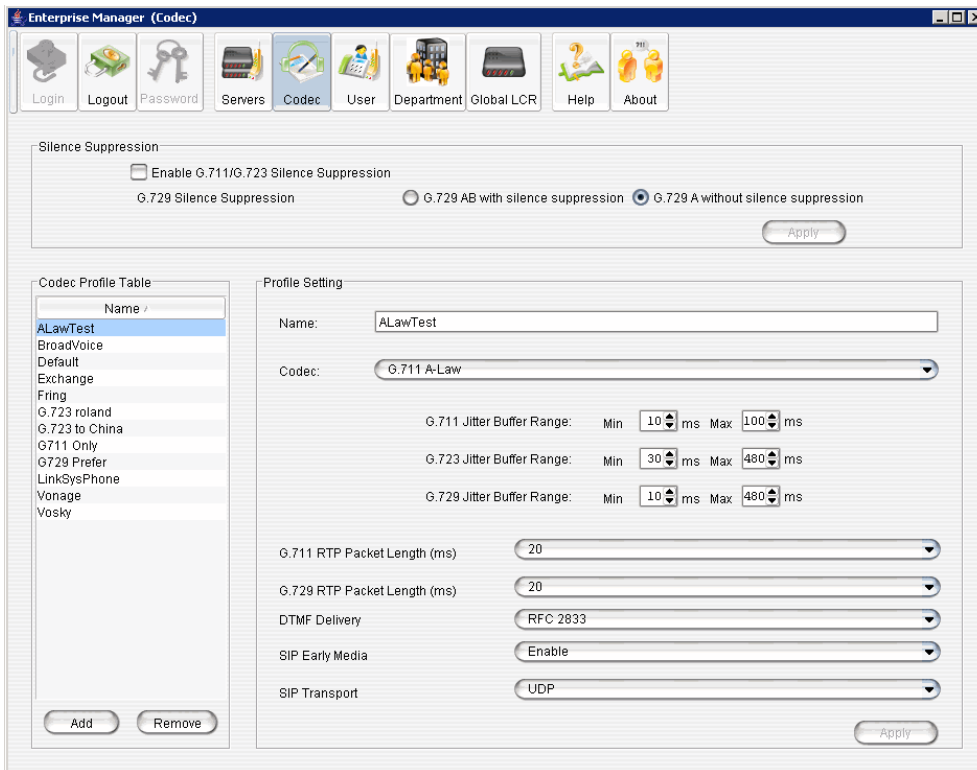 Enterprise Manager (Codec)
Login Logout Password Servers Codec User Department Global LCR Help ?!! About
Silence Suppression
Enable G.711/G.723 Silence Suppression
G.729 Silence Suppression G.729 AB with silence suppression G.729 A without silence suppression
Apply
Codec Profile Table
Name
ALawTest
BroadVoice
Default
Exchange
Fring
G.723 roland
G.723 to China
G711 Only
G729 Prefer
LinkSysPhone
Vonage
Vosky
Add Remove
Profile Setting
Name: ALawTest
Codec: G.711 A-Law
G.711 Jitter Buffer Range: Min 10 ms Max 100 ms
G.723 Jitter Buffer Range: Min 30 ms Max 480 ms
G.729 Jitter Buffer Range: Min 10 ms Max 480 ms
G.711 RTP Packet Length (ms) 20
G.729 RTP Packet Length (ms) 20
DTMF Delivery RFC 2833
SIP Early Media Enable
SIP Transport UDP
Apply